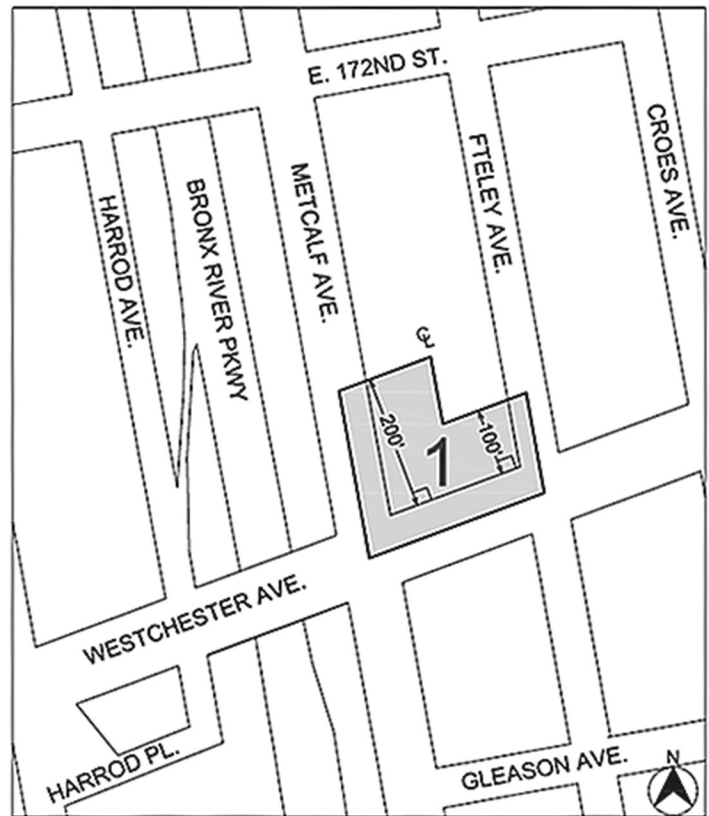 E. 172ND ST.
CROES AVE.
FTELEY AVE.
METCALF AVE.
BRONX RIVER PKWY
HARROD AVE.
℄
200'
1
100'
WESTCHESTER AVE.
HARROD PL.
GLEASON AVE.
N